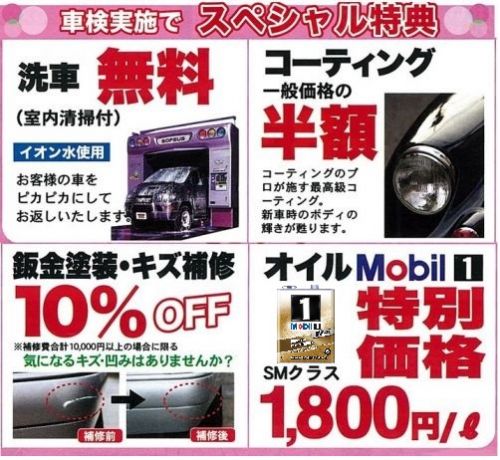 車検実施で スペシャル特典
洗車 無料
(室内清掃付)
イオン水使用
お客様の車を
ピカピカにして
お返しいたします。
SOFEUS
コーティング
一般価格の
半額
コーティングのプ
ロが施す最高級コ
ーティング。
新車時のボディの
輝きが甦ります。
鈑金塗装・キズ補修
10%OFF
※補修費合計10,000円以上の場合に限る
気になるキズ・凹みはありませんか?
補修前
補修後
オイルMobil 1
特別
価格
1
MOBIL
SMクラス
1,800円/ℓ